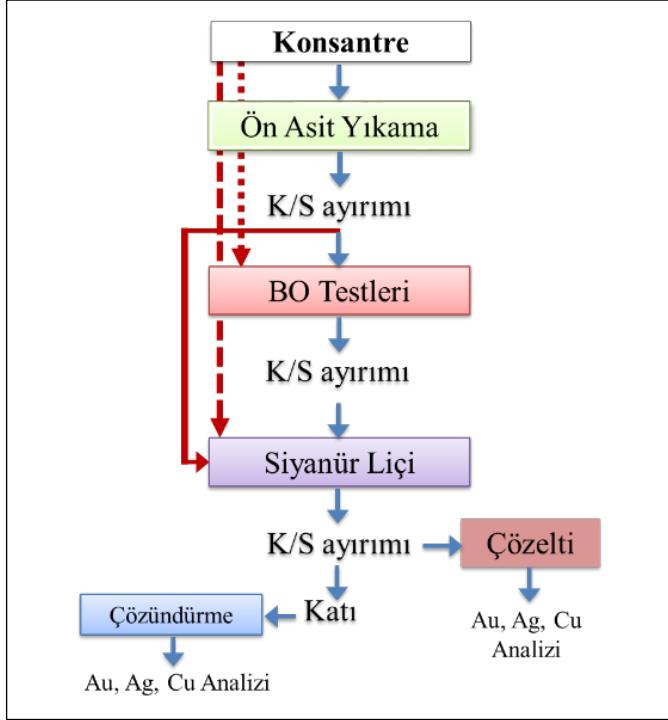 Konsantre
Ön Asit Yıkama
K/S ayırımı
BO Testleri
K/S ayırımı
Siyanür Liçi
K/S ayırımı
Çözelti
Çözündürme
Katı
Au, Ag, Cu
Analizi
Au, Ag, Cu Analizi